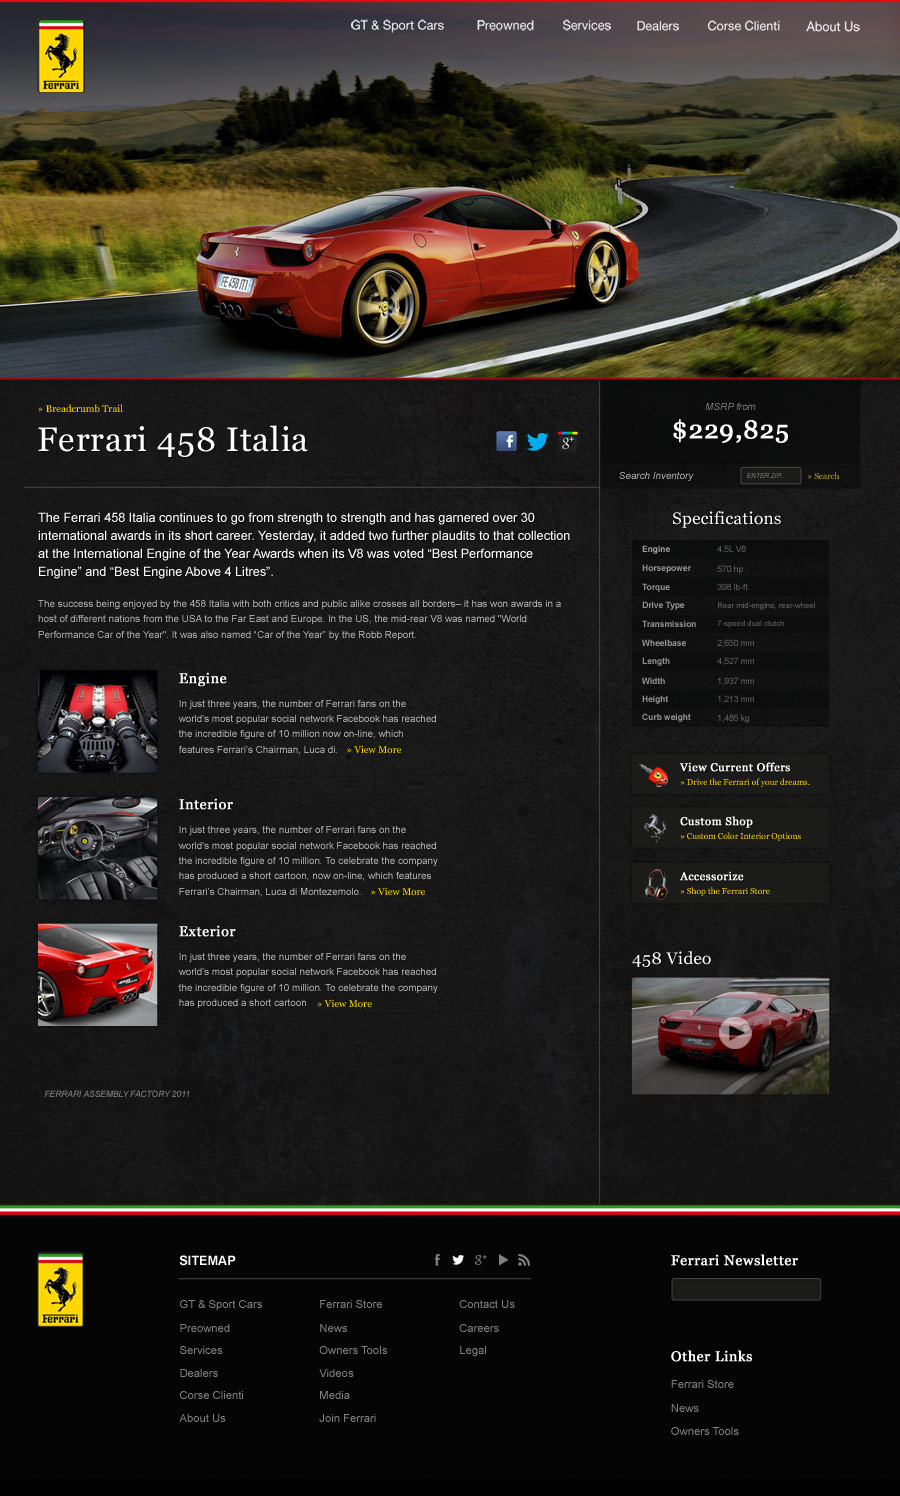 GT & Sport Cars Preowned Services Dealers Corse Clienti About Us
Ferrari
FE 458 ITI
» Breadcrumb Trail
Ferrari 458 Italia
MSRP from
$229,825
Search Inventory ENTER ZIP... » Search
The Ferrari 458 Italia continues to go from strength to strength and has garnered over 30
international awards in its short career. Yesterday, it added two further plaudits to that collection
at the International Engine of the Year Awards when its V8 was voted “Best Performance
Engine” and “Best Engine Above 4 Litres”.
The success being enjoyed by the 458 Italia with both critics and public alike crosses all borders– it has won awards in a
host of different nations from the USA to the Far East and Europe. In the US, the mid-rear V8 was named "World
Performance Car of the Year". It was also named “Car of the Year” by the Robb Report.
Engine
In just three years, the number of Ferrari fans on the
world's most popular social network Facebook has reached
the incredible figure of 10 million now on-line, which
features Ferrari's Chairman, Luca di. » View More
Interior
In just three years, the number of Ferrari fans on the
world's most popular social network Facebook has reached
the incredible figure of 10 million. To celebrate the company
has produced a short cartoon, now on-line, which features
Ferrari's Chairman, Luca di Montezemolo. » View More
Exterior
In just three years, the number of Ferrari fans on the
world's most popular social network Facebook has reached
the incredible figure of 10 million. To celebrate the company
has produced a short cartoon » View More
FERRARI ASSEMBLY FACTORY 2011
Specifications
Engine 4.5L V8
Horsepower 570 hp
Torque 398 lb-ft.
Drive Type Rear mid-engine, rear-wheel
Transmission 7-speed dual clutch
Wheelbase 2,650 mm
Length 4,527 mm
Width 1,937 mm
Height 1,213 mm
Curb weight 1,485 kg
View Current Offers
» Drive the Ferrari of your dreams.
Custom Shop
» Custom Color Interior Options
Accessorize
» Shop the Ferrari Store
458 Video
Ferrari
SITEMAP
GT & Sport Cars Ferrari Store Contact Us
Preowned News Careers
Services Owners Tools Legal
Dealers Videos
Corse Clienti Media
About Us Join Ferrari
Ferrari Newsletter
Other Links
Ferrari Store
News
Owners Tools